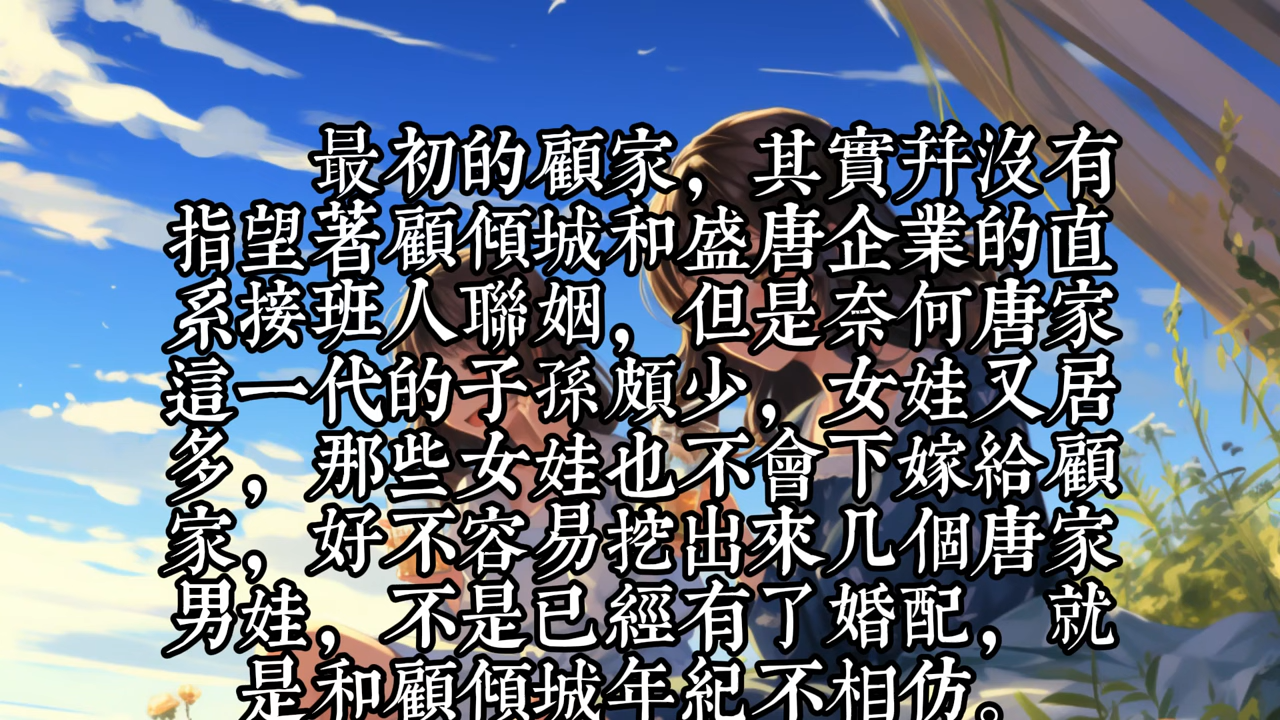 最初的顧家，其實并沒有
指望著顧傾城和盛唐企業的直
系接班人聯姻，但是奈何唐家
這一代的子孫頗少，女娃又居
多，那些女娃也不會下嫁給顧
家，好不容易挖出來几個唐家
男娃，不是已經有了婚配，就
是和顧傾城年紀不相仿。